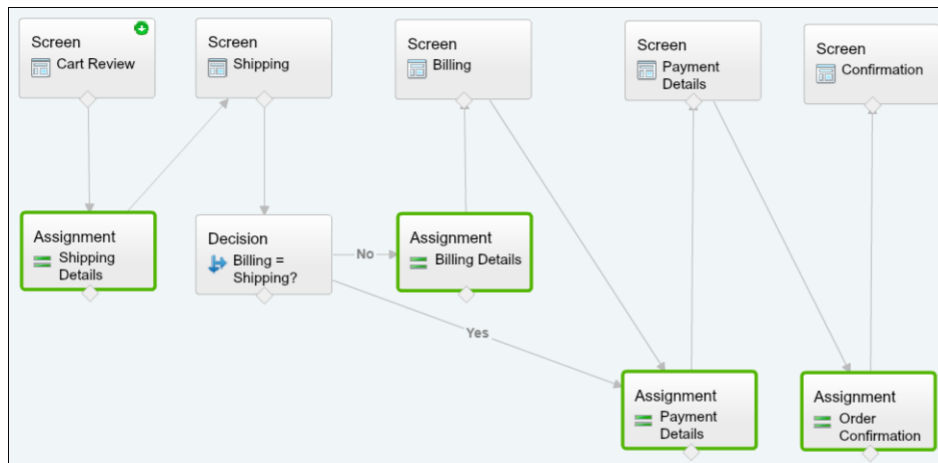 Screen
Cart Review
Screen
Shipping
Screen
Billing
Screen
Payment
Details
Screen
Confirmation
Assignment
Shipping
Details
Decision
Billing =
Shipping?
No
Assignment
Billing Details
Yes
Assignment
Payment
Details
Assignment
Order
Confirmation